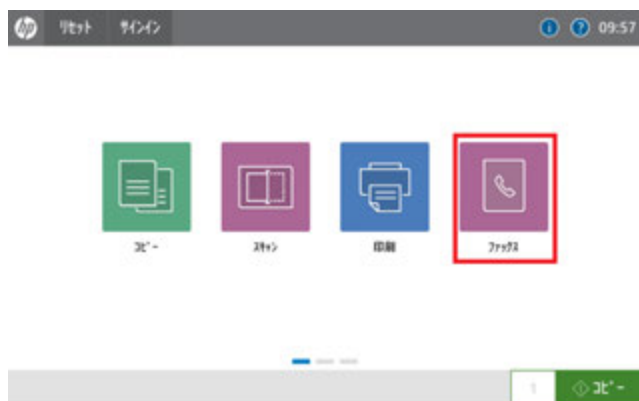 hp リセット サインイン 09:57
コピー スキャン 印刷 ファックス
1 コピー